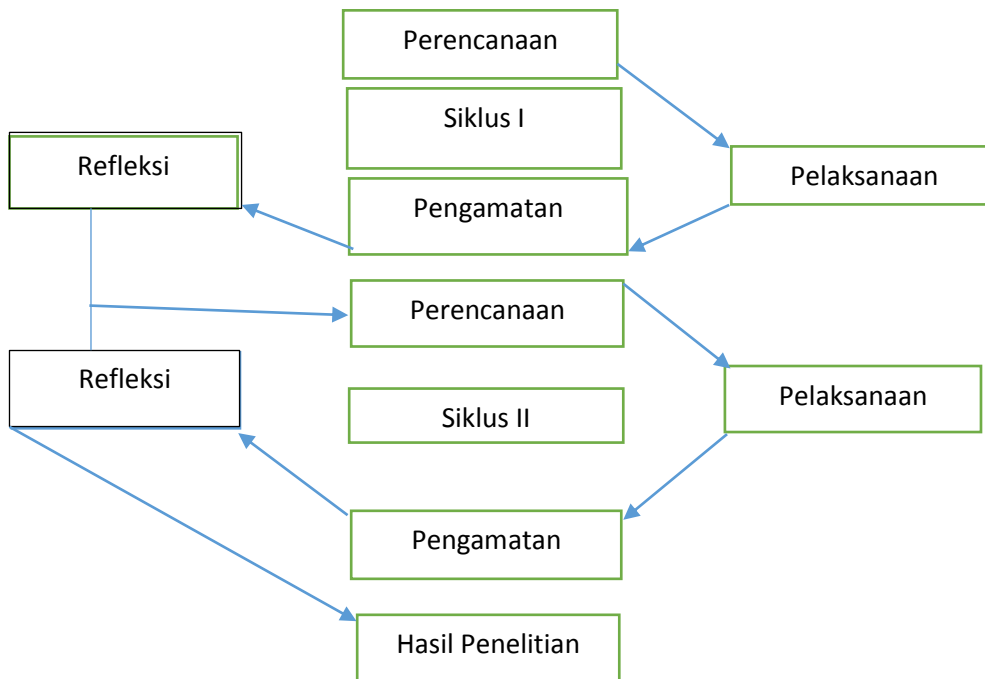 Perencanaan
Siklus I
Refleksi
Pelaksanaan
Pengamatan
Perencanaan
Refleksi
Pelaksanaan
Siklus II
Pengamatan
Hasil Penelitian